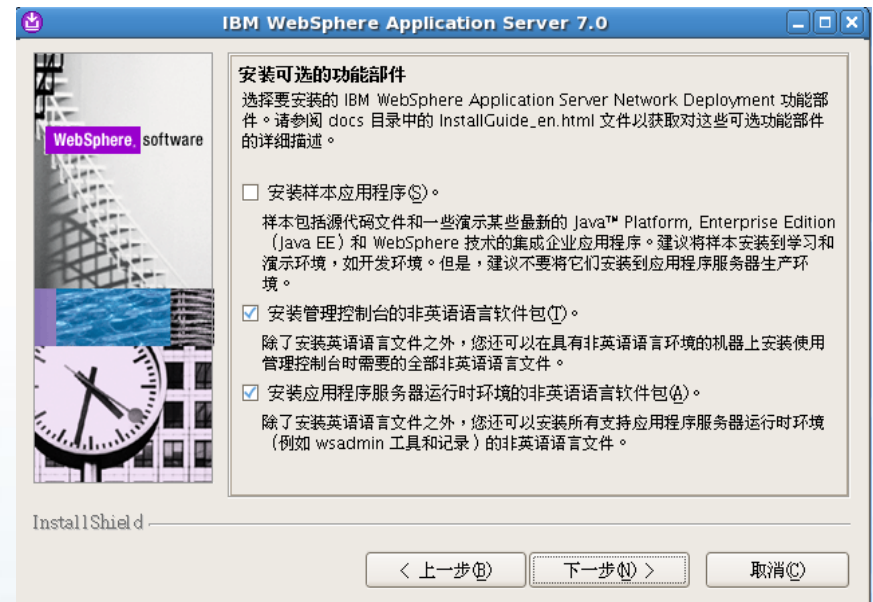 IBM WebSphere Application Server 7.0
WebSphere. software
安装可选的功能部件
选择要安装的 IBM WebSphere Application Server Network Deployment 功能部
件。请参阅 docs 目录中的 InstallGuide_en.html 文件以获取对这些可选功能部件
的详细描述。
安装样本应用程序(S)。
样本包括源代码文件和一些演示某些最新的 Java™ Platform, Enterprise Edition
（Java EE）和 WebSphere 技术的集成企业应用程序。建议将样本安装到学习和
演示环境，如开发环境。但是，建议不要将它们安装到应用程序服务器生产环
境。
安装管理控制台的非英语语言软件包(T)。
除了安装英语语言文件之外，您还可以在具有非英语语言环境的机器上安装使用
管理控制台时需要的全部非英语语言文件。
安装应用程序服务器运行时环境的非英语语言软件包(A)。
除了安装英语语言文件之外，您还可以安装所有支持应用程序服务器运行时环境
（例如 wsadmin 工具和记录）的非英语语言文件。
InstallShield
< 上一步(B)
下一步(N) >
取消(C)